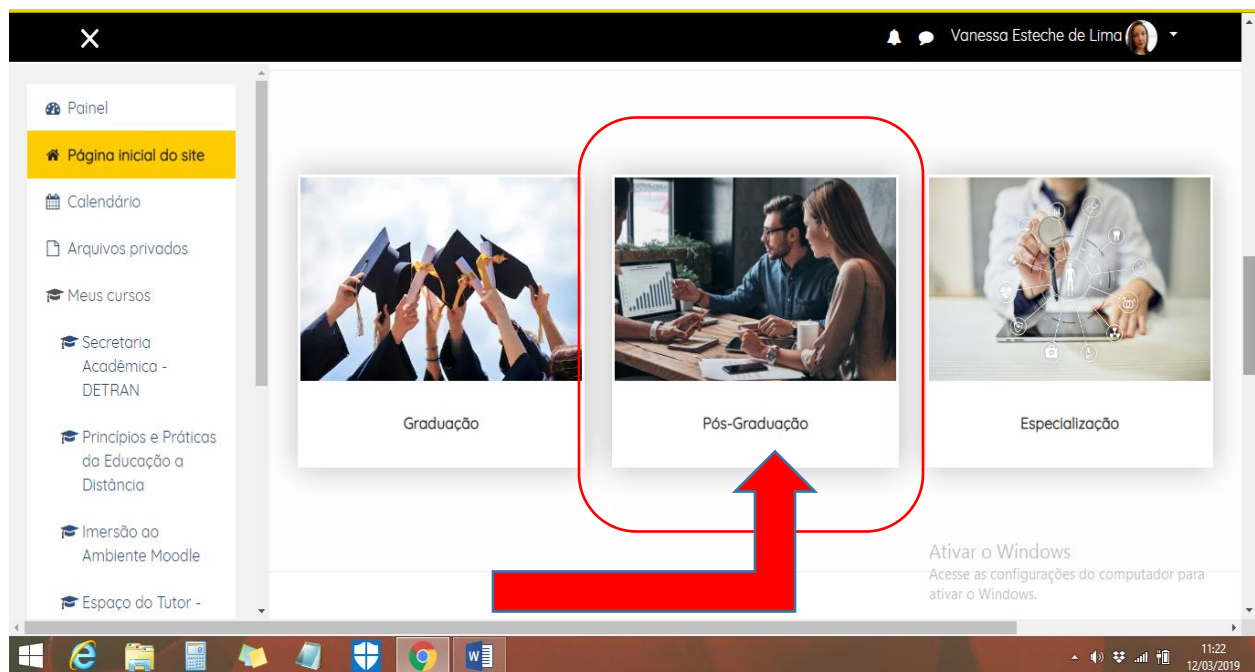 Vanessa Esteche de Lima
Painel
Página inicial do site
Calendário
Arquivos privados
Meus cursos
Secretaria
Acadêmica -
DETRAN
Princípios e Práticas
da Educação a
Distância
Imersão ao
Ambiente Moodle
Espaço do Tutor -
Graduação
Pós-Graduação
Especialização
Ativar o Windows
Acesse as configurações do computador para
ativar o Windows.
11:22
12/03/2019